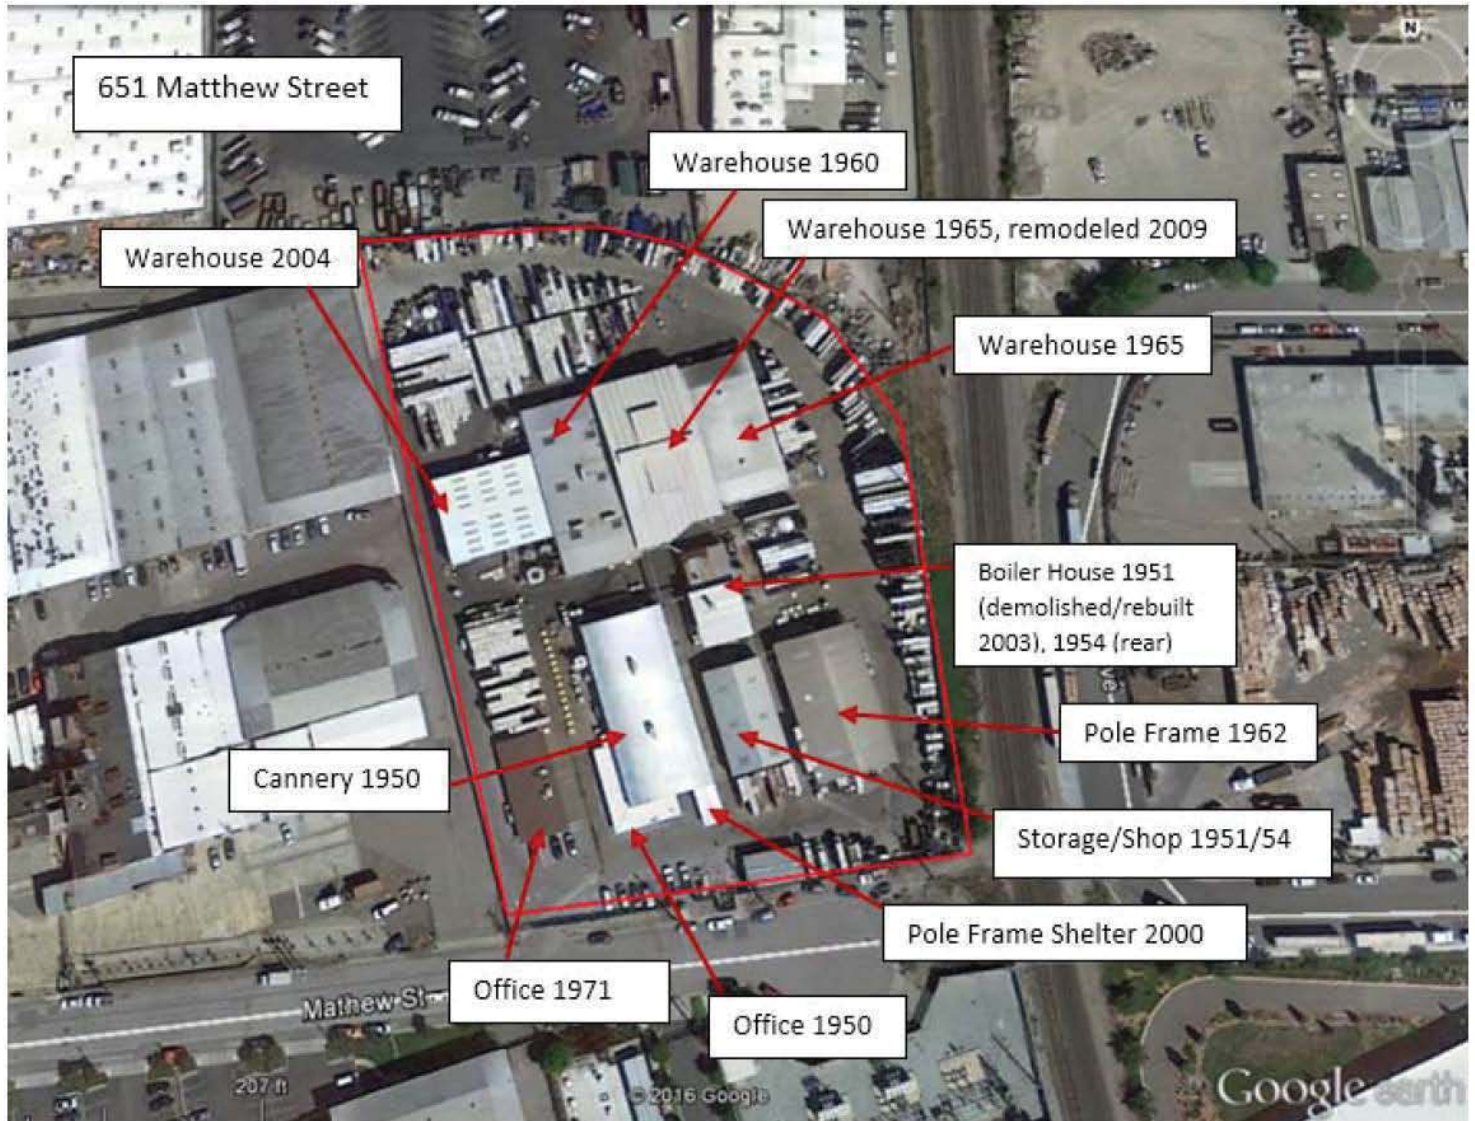 N
651 Matthew Street
Warehouse 1960
Warehouse 1965, remodeled 2009
Warehouse 2004
Warehouse 1965
Boiler House 1951
(demolished/rebuilt
2003), 1954 (rear)
Pole Frame 1962
Cannery 1950
Storage/Shop 1951/54
Pole Frame Shelter 2000
Office 1971
Mathew St
Office 1950
207 ft
© 2016 Google
Google earth